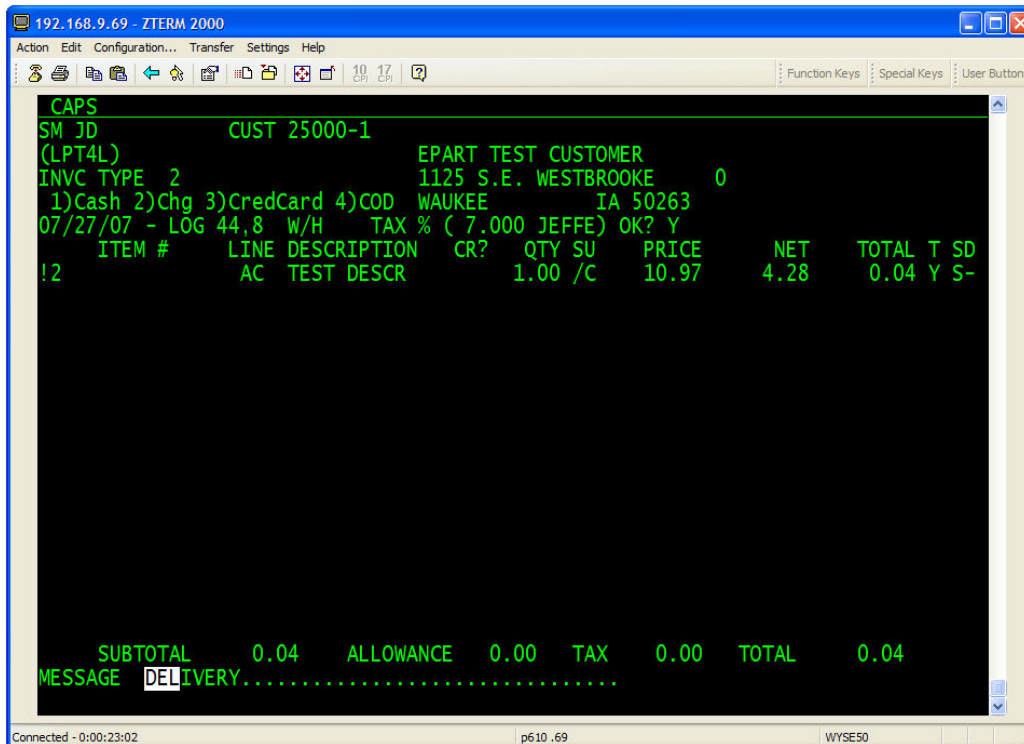 192.168.9.69 - ZTERM 2000
Action Edit Configuration... Transfer Settings Help
10 CPI 17 CPI Function Keys Special Keys User Button
CAPS
SM JD CUST 25000-1
(LPT4L) EPART TEST CUSTOMER
INVC TYPE 2 1125 S.E. WESTBROOKE 0
1)Cash 2)Chg 3)CredCard 4)COD WAUKEE IA 50263
07/27/07 - LOG 44,8 W/H TAX % ( 7.000 JEFFE) OK? Y
ITEM # LINE DESCRIPTION CR? QTY SU PRICE NET TOTAL T SD
!2 AC TEST DESCR 1.00 /C 10.97 4.28 0.04 Y S-
SUBTOTAL 0.04 ALLOWANCE 0.00 TAX 0.00 TOTAL 0.04
MESSAGE DELIVERY................................
Connected - 0:00:23:02 p610 .69 WYSE50